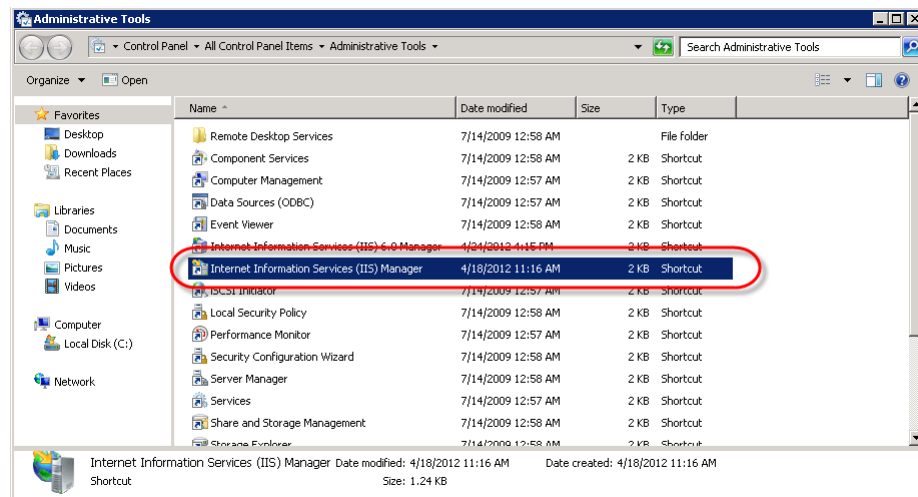 Administrative Tools
Control Panel All Control Panel Items Administrative Tools Search Administrative Tools
Organize Open
Favorites
Desktop
Downloads
Recent Places
Libraries
Documents
Music
Pictures
Videos
Computer
Local Disk (C:)
Network
Name Date modified Size Type
Remote Desktop Services 7/14/2009 12:58 AM File folder
Component Services 7/14/2009 12:58 AM 2 KB Shortcut
Computer Management 7/14/2009 12:57 AM 2 KB Shortcut
Data Sources (ODBC) 7/14/2009 12:57 AM 2 KB Shortcut
Event Viewer 7/14/2009 12:58 AM 2 KB Shortcut
Internet Information Services (IIS) 6.0 Manager 4/24/2012 4:15 PM 2 KB Shortcut
Internet Information Services (IIS) Manager 4/18/2012 11:16 AM 2 KB Shortcut
iSCSI Initiator 7/14/2009 12:57 AM 2 KB Shortcut
Local Security Policy 7/14/2009 12:58 AM 2 KB Shortcut
Performance Monitor 7/14/2009 12:57 AM 2 KB Shortcut
Security Configuration Wizard 7/14/2009 12:58 AM 2 KB Shortcut
Server Manager 7/14/2009 12:58 AM 2 KB Shortcut
Services 7/14/2009 12:57 AM 2 KB Shortcut
Share and Storage Management 7/14/2009 12:58 AM 2 KB Shortcut
Storage Explorer 7/14/2009 12:58 AM 2 KB Shortcut
Internet Information Services (IIS) Manager Date modified: 4/18/2012 11:16 AM Date created: 4/18/2012 11:16 AM
Shortcut Size: 1.24 KB